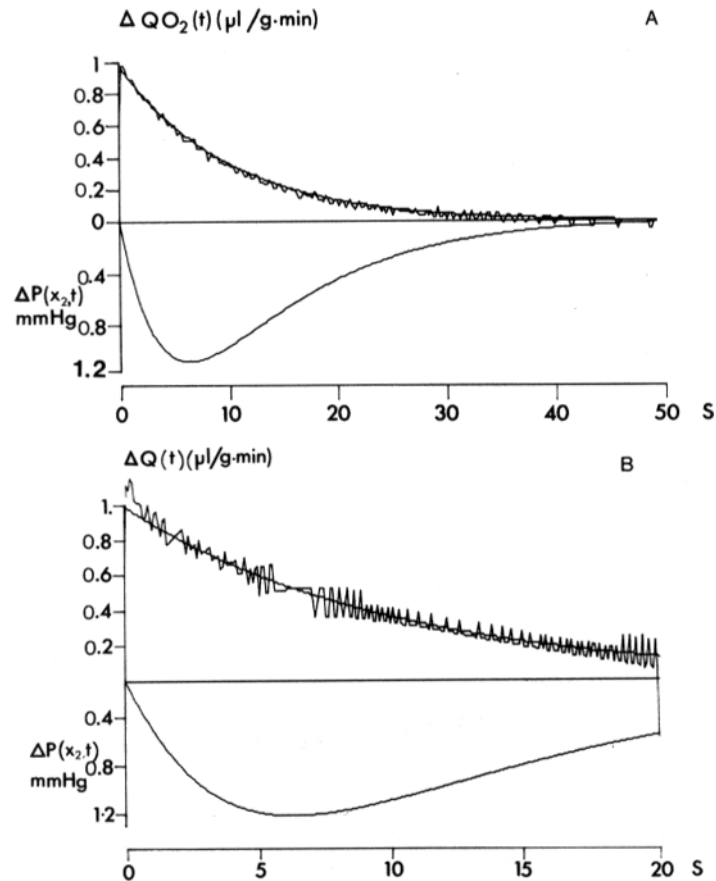 Δ QO₂(t)(µl/g·min) A
1
0.8
0.6
0.4
0.2
0
0.4
ΔP(x₂,t)
mmHg 0.8
1.2
0 10 20 30 40 50 S
ΔQ(t)(µl/g·min) B
1.
0.8
0.6
0.4
0.2
0.4
ΔP(x₂,t)
mmHg 0.8
1.2
0 5 10 15 20 S